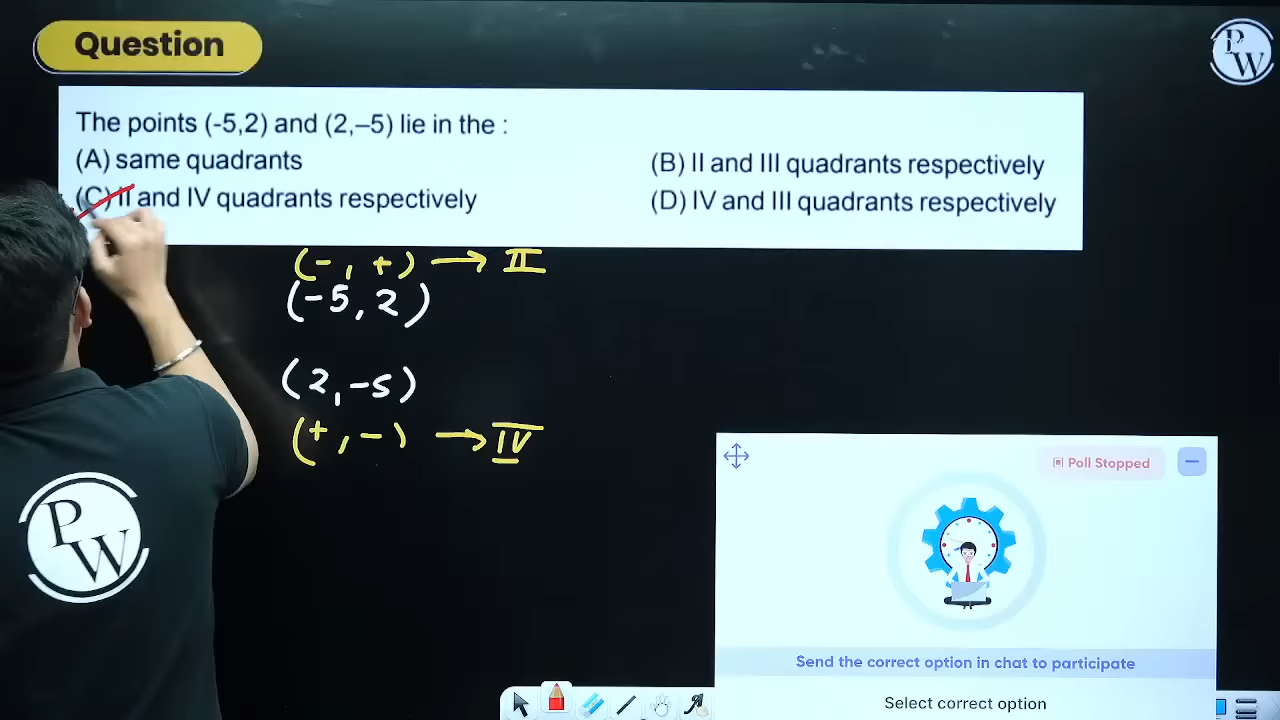 Question
PW
The points (-5,2) and (2,–5) lie in the :
(A) same quadrants
(B) II and III quadrants respectively
(C) II and IV quadrants respectively
(D) IV and III quadrants respectively
(-, +) → II
(-5, 2)
(2, -5)
(+, -) → IV
PW
Poll Stopped
Send the correct option in chat to participate
Select correct option